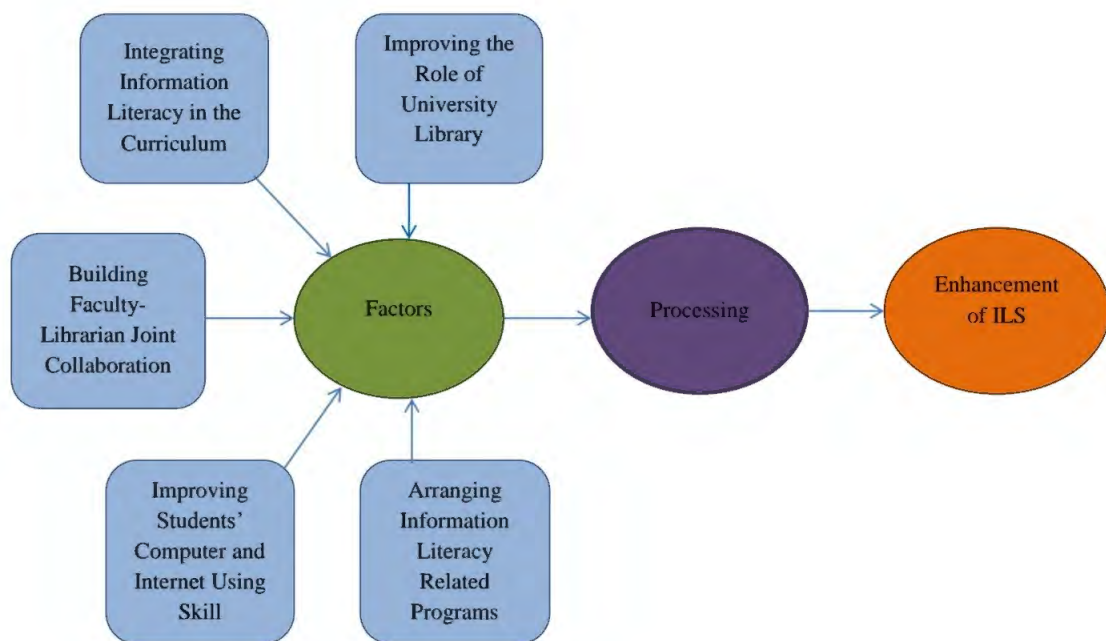 Integrating
Information
Literacy in the
Curriculum
Improving the
Role of
University
Library
Building
Faculty-
Librarian Joint
Collaboration
Factors
Processing
Enhancement
of ILS
Improving
Students’
Computer and
Internet Using
Skill
Arranging
Information
Literacy
Related
Programs